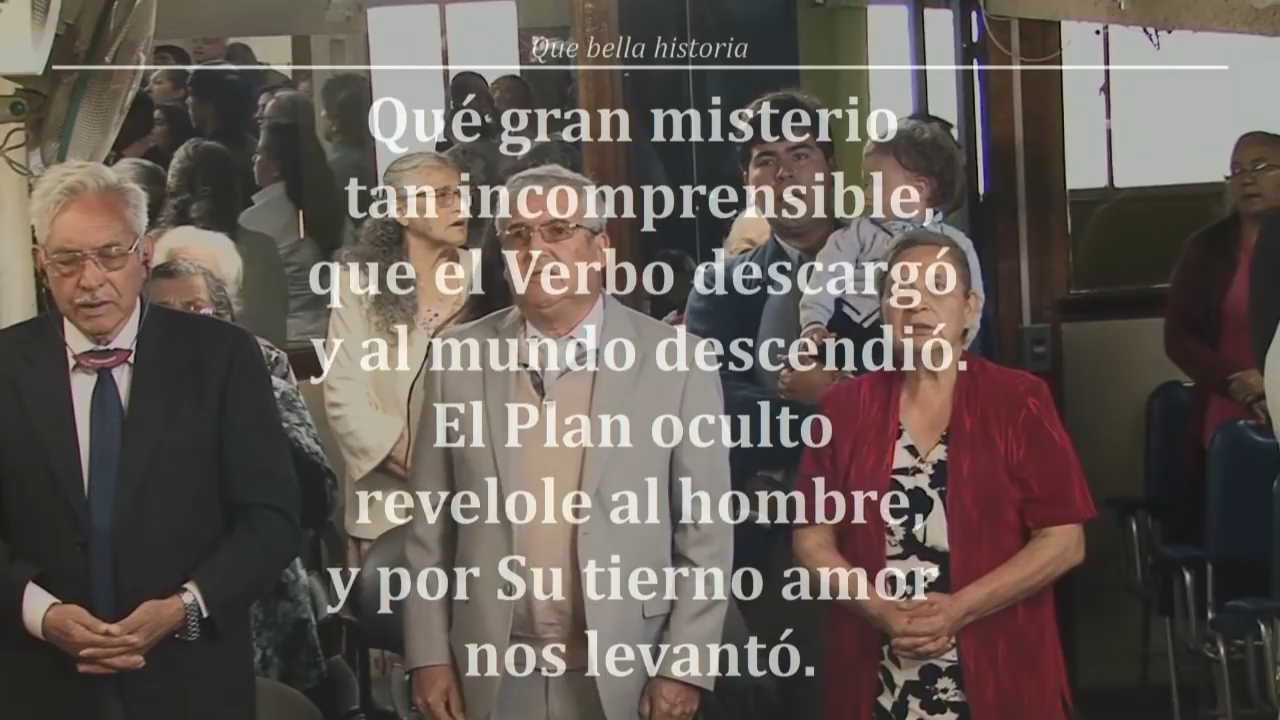 Que bella historia
Qué gran misterio
tan incomprensible,
que el Verbo descargó
y al mundo descendió.
El Plan oculto
revelole al hombre,
y por Su tierno amor
nos levantó.